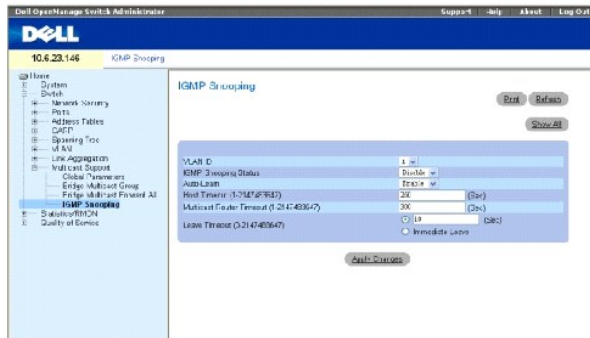 Dell OpenManage Switch Administrator
Support Help About Log Out
DELL
10.6.23.146 IGMP Snooping
Home
System
Switch
Network Security
Ports
Address Tables
GARP
Spanning Tree
VLAN
Link Aggregation
Multicast Support
Global Parameters
Bridge Multicast Group
Bridge Multicast Forward All
IGMP Snooping
Statistics/RMON
Quality of Service
IGMP Snooping
Print Refresh
Show All
VLAN ID 1
IGMP Snooping Status Disable
Auto-Learn Enable
Host Timeout (1-2147483647) 260 (Sec)
Multicast Router Timeout (1-2147483647) 300 (Sec)
Leave Timeout (0-2147483647) 10 (Sec)
Immediate Leave
Apply Changes